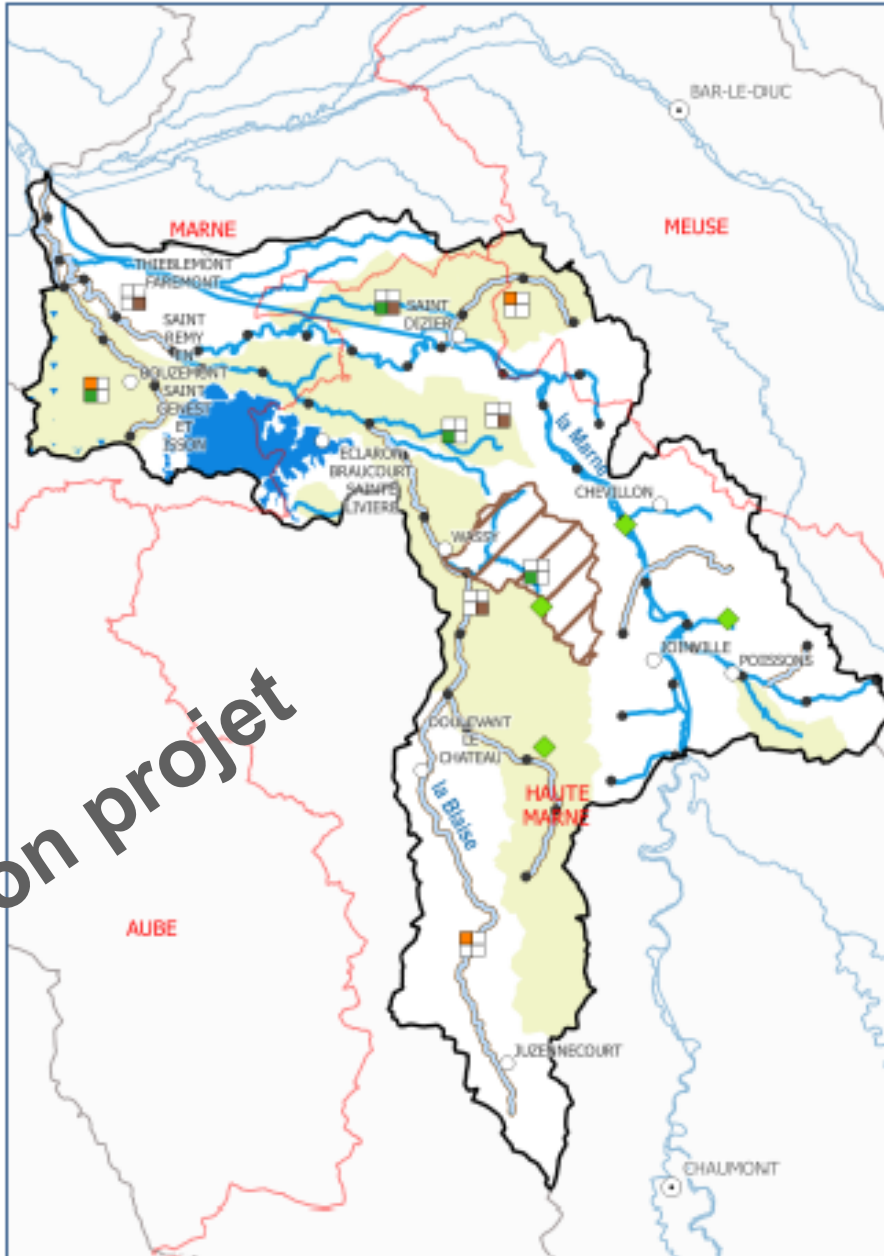 BAR-LE-DUC
MARNE
MEUSE
THIEBLEMONT
FAREMONT
SAINT
DIZIER
SAINT
REMY
EN
BOUZEMONT
SAINT
GENEST
ET
ISSON
la Marne
ECLARON
BRAUCOURT
SAINTE
LIVIERE
CHEVILLON
WASSY
JOINVILLE
POISSONS
DOULEVANT
LE
CHATEAU
la Blaise
HAUTE
MARNE
on projet
AUBE
JUZENNECOURT
CHAUMONT